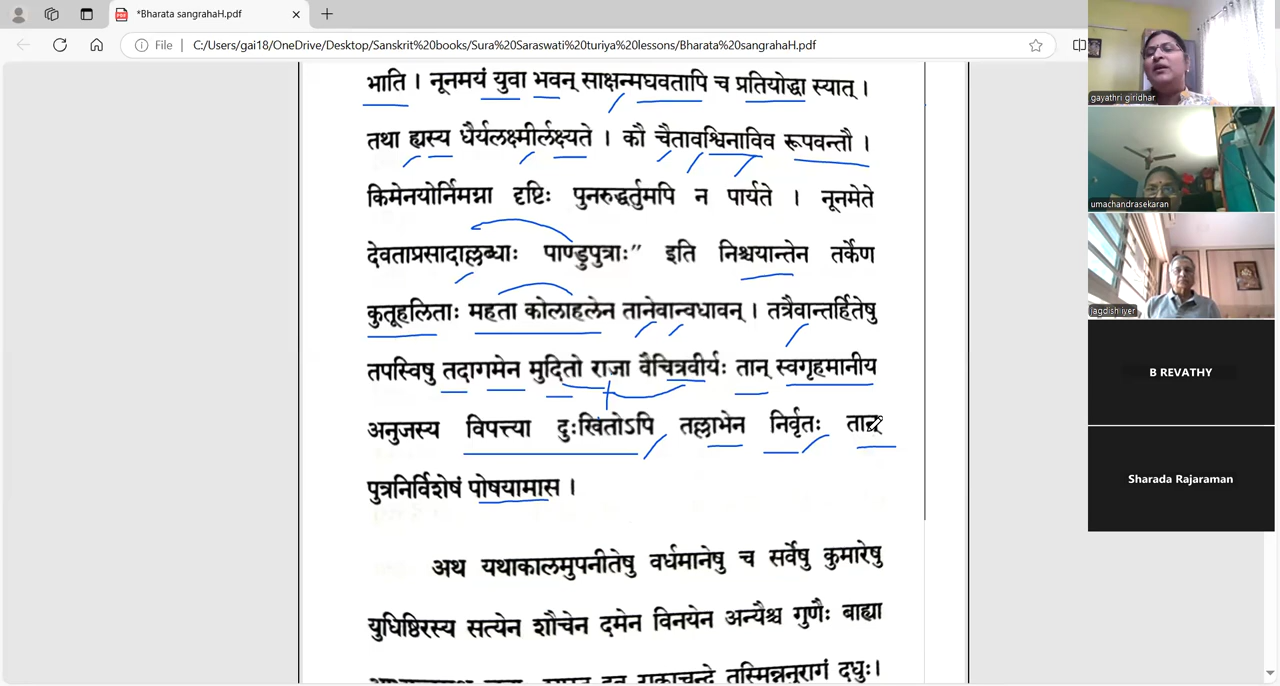 *Bharata sangrahaH.pdf
File
C:/Users/gai18/OneDrive/Desktop/Sanskrit%20books/Sura%20Saraswati%20turiya%20lessons/Bharata%20sangrahaH.pdf
भाति । नूनमयं युवा भवन् साक्षन्मघवतापि च प्रतियोद्धा स्यात् ।
तथा ह्यस्य धैर्यलक्ष्मीर्लक्ष्यते । कौ चैतावश्विनाविव रूपवन्तौ ।
किमेनयोर्निमग्ना दृष्टिः पुनरुद्धर्तुमपि न पार्यते । नूनमेते
देवताप्रसादाल्लब्धाः पाण्डुपुत्राः” इति निश्चयान्तेन तर्केण
कुतूहलिताः महता कोलाहलेन तानेवान्वधावन् । तत्रैवान्तर्हितेषु
तपस्विषु तदागमेन मुदितो राजा वैचित्रवीर्यः तान् स्वगृहमानीय
अनुजस्य विपत्त्या दुःखितोऽपि तल्लाभेन निर्वृतः तान्
पुत्रनिर्विशेषं पोषयामास ।
अथ यथाकालमुपनीतेषु वर्धमानेषु च सर्वेषु कुमारेषु
युधिष्ठिरस्य सत्येन शौचेन दमेन विनयेन अन्यैश्च गुणैः बाह्या
तस्मिन्ननुरागं दधुः।
gayathri giridhar
umachandrasekaran
jagdish iyer
B REVATHY
Sharada Rajaraman